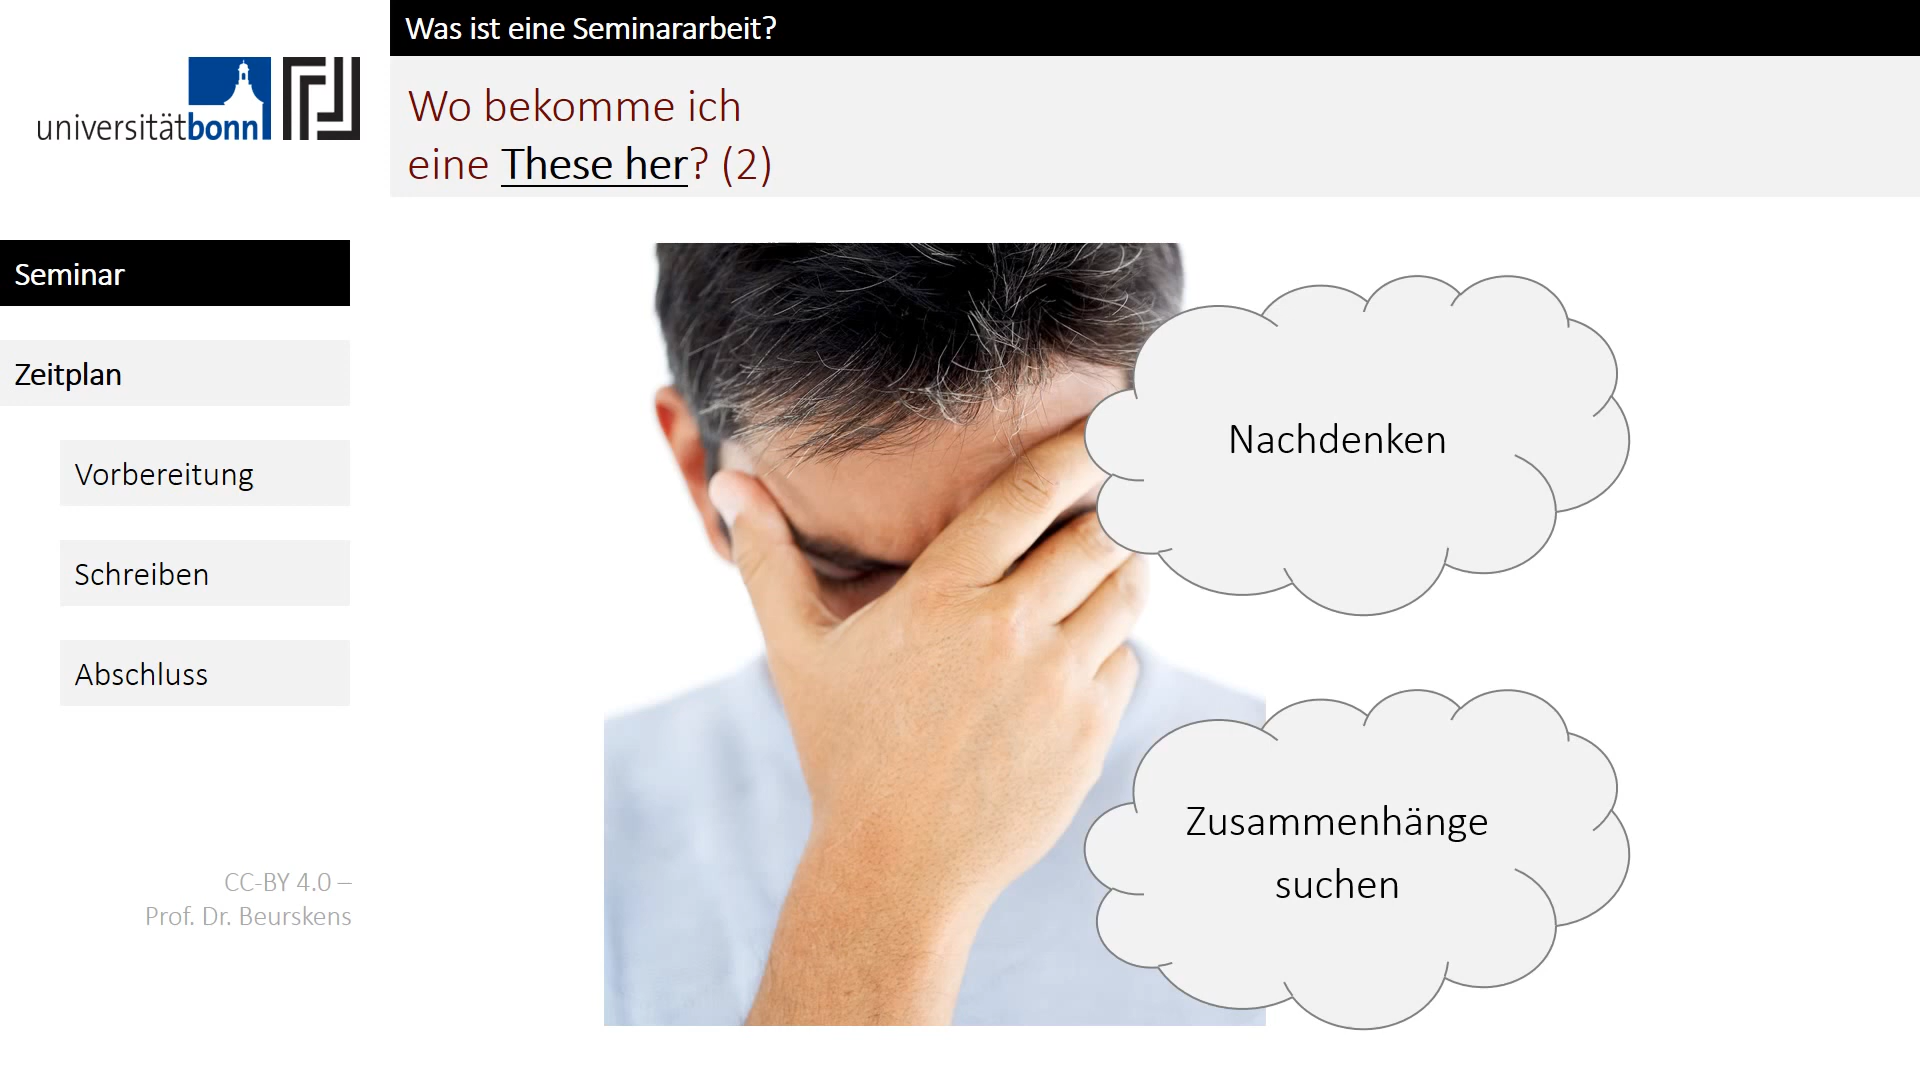 Was ist eine Seminararbeit?
universitätbonn
Wo bekomme ich
eine These her? (2)
Seminar
Zeitplan
Vorbereitung
Schreiben
Abschluss
Nachdenken
Zusammenhänge
suchen
CC-BY 4.0 –
Prof. Dr. Beurskens